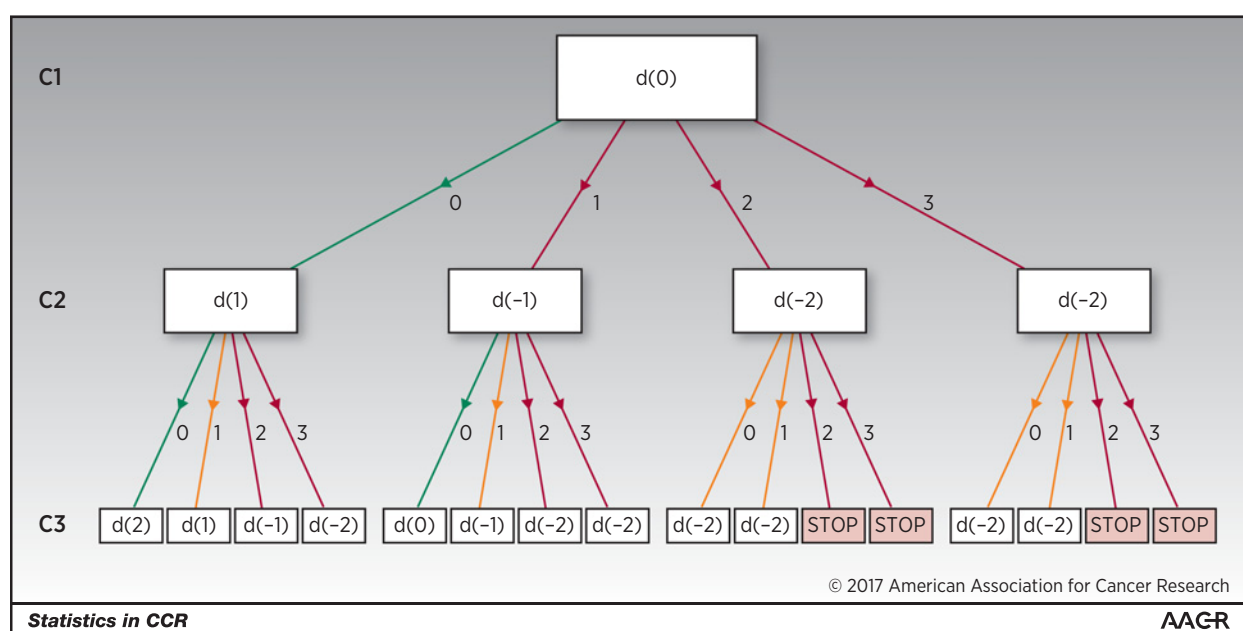 C1
d(0)
0 1 2 3
C2
d(1) d(–1) d(–2) d(–2)
0 1 2 3 0 1 2 3 0 1 2 3 0 1 2 3
C3
d(2) d(1) d(–1) d(–2) d(0) d(–1) d(–2) d(–2) d(–2) d(–2) STOP STOP d(–2) d(–2) STOP STOP
© 2017 American Association for Cancer Research
Statistics in CCR
AACR